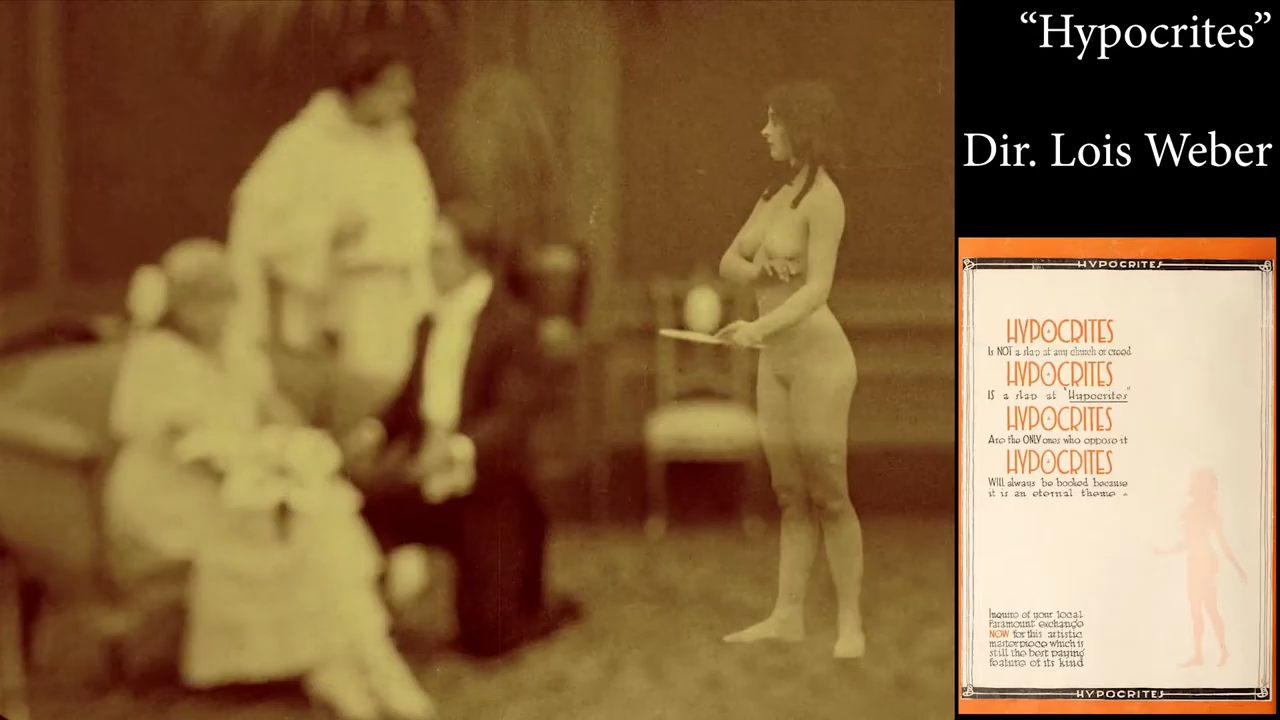 “Hypocrites”
Dir. Lois Weber
HYPOCRITES
HYPOCRITES
Is NOT a slap at any church or creed
HYPOCRITES
IS a slap at "Hypocrites"
HYPOCRITES
Are the ONLY ones who oppose it
HYPOCRITES
WILL always be booked because
it is an eternal theme -
Inquire of your local
Paramount exchange
NOW for this artistic
masterpiece which is
still the best paying
feature of its kind
HYPOCRITES